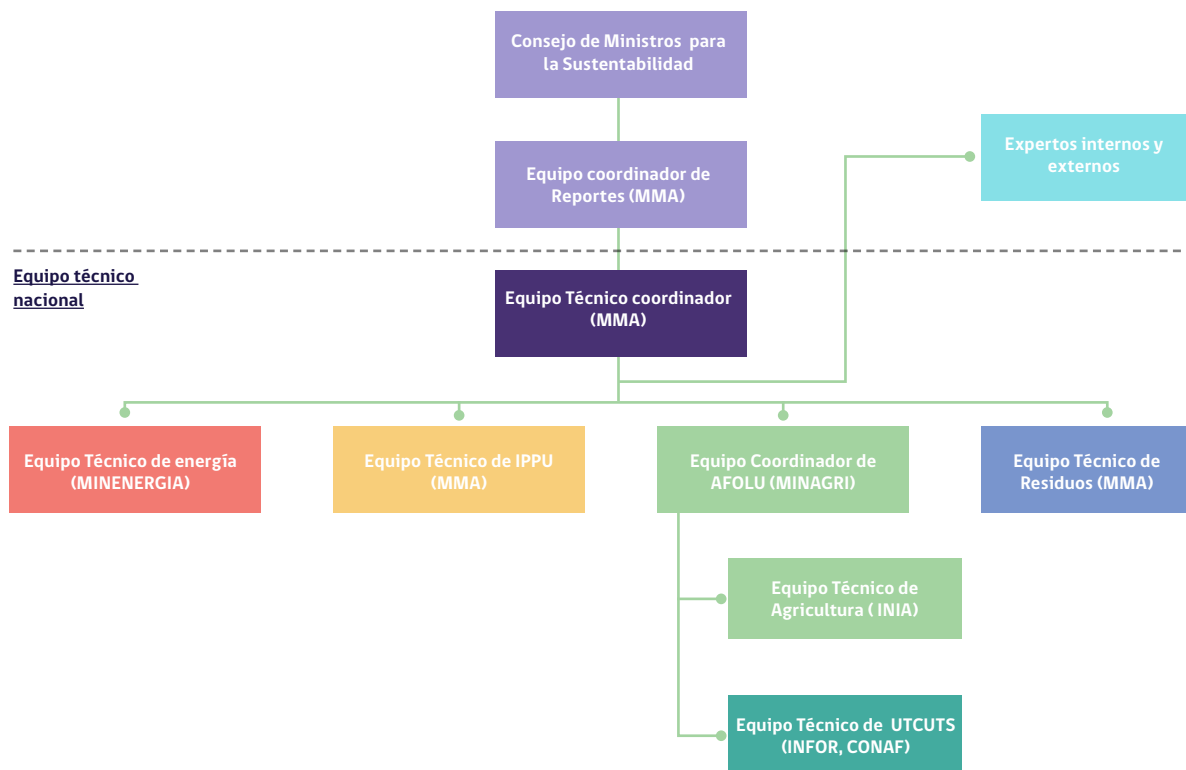 Consejo de Ministros para
la Sustentabilidad
Expertos internos y
externos
Equipo coordinador de
Reportes (MMA)
Equipo técnico
nacional
Equipo Técnico coordinador
(MMA)
Equipo Técnico de energía
(MINENERGIA)
Equipo Técnico de IPPU
(MMA)
Equipo Coordinador de
AFOLU (MINAGRI)
Equipo Técnico de
Residuos (MMA)
Equipo Técnico de
Agricultura ( INIA)
Equipo Técnico de UTCUTS
(INFOR, CONAF)